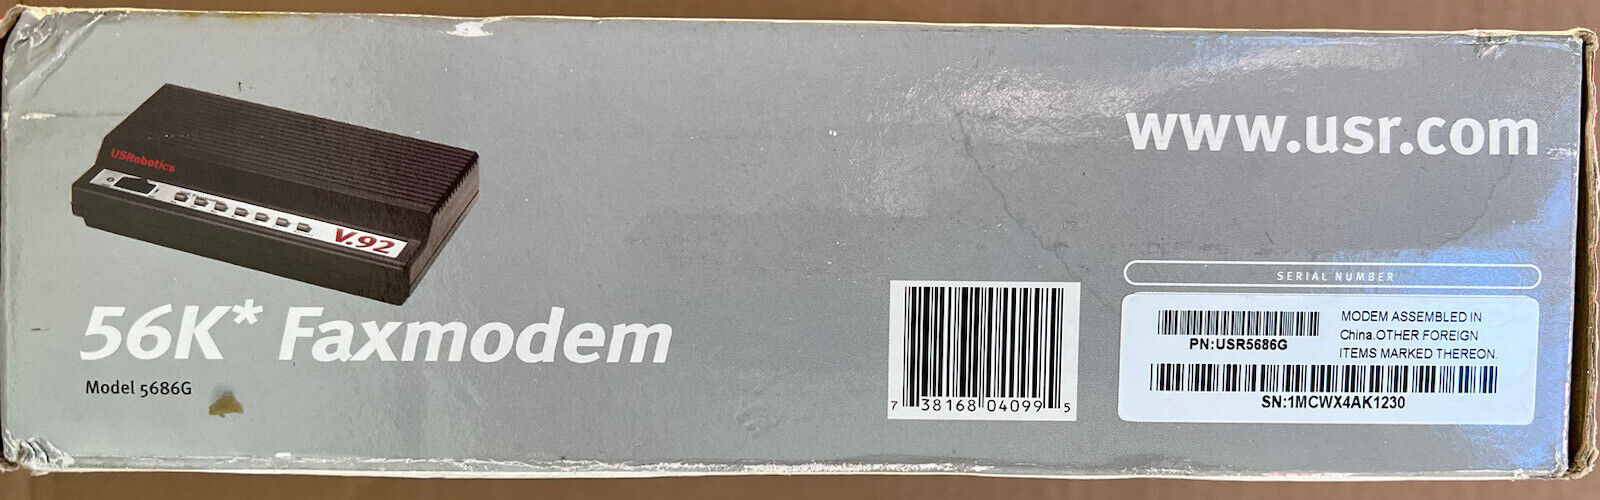 USRobotics
V.92
56K* Faxmodem
Model 5686G
www.usr.com
SERIAL NUMBER
7 38168 04099 5
MODEM ASSEMBLED IN
China.OTHER FOREIGN
ITEMS MARKED THEREON.
PN:USR5686G
SN:1MCWX4AK1230